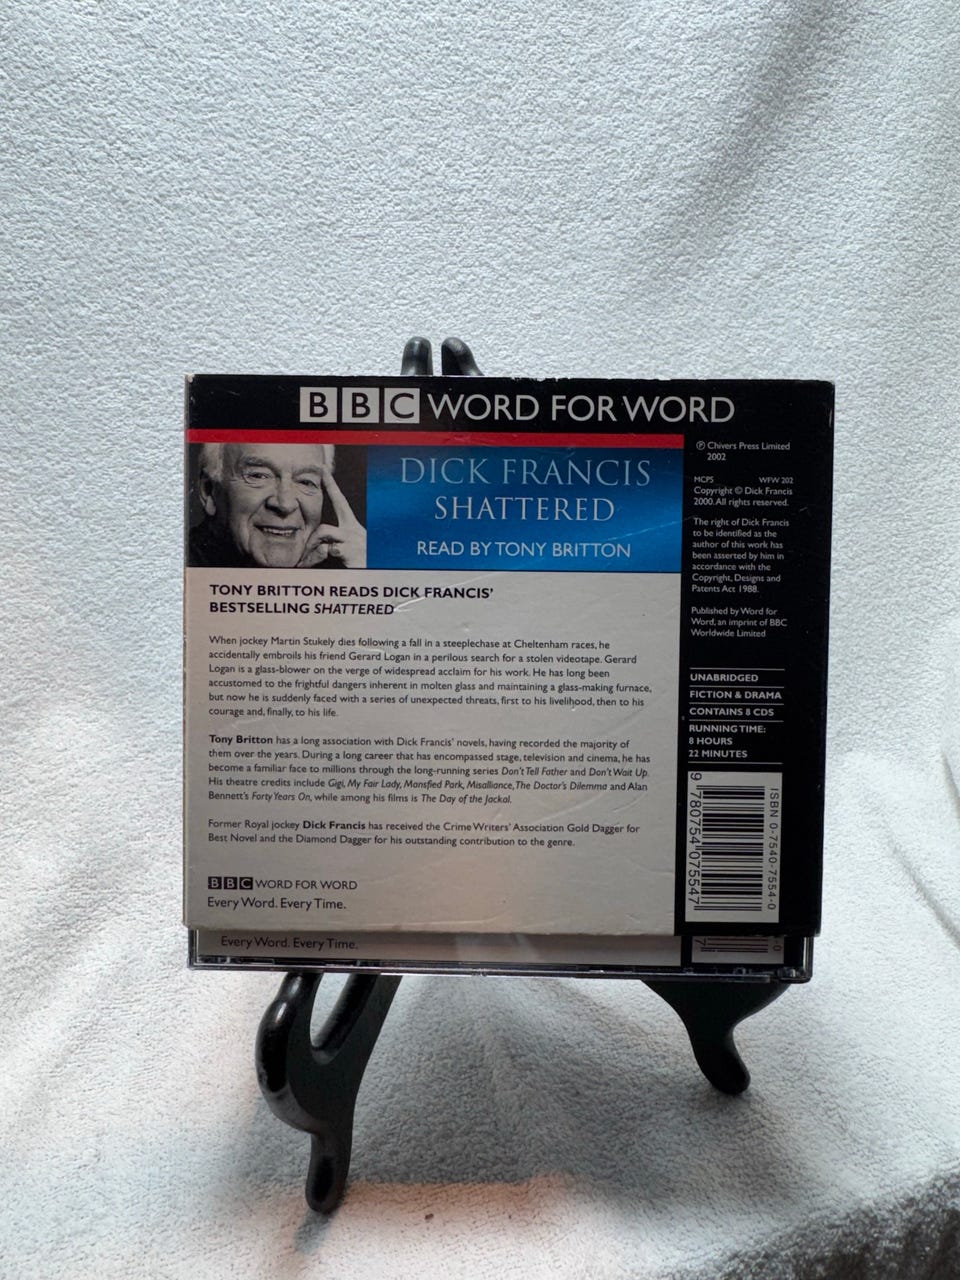 BBC WORD FOR WORD
DICK FRANCIS
SHATTERED
READ BY TONY BRITTON
TONY BRITTON READS DICK FRANCIS'
BESTSELLING SHATTERED
When jockey Martin Stukely dies following a fall in a steeplechase at Cheltenham races, he
accidentally embroils his friend Gerard Logan in a perilous search for a stolen videotape. Gerard
Logan is a glass-blower on the verge of widespread acclaim for his work. He has long been
accustomed to the frightful dangers inherent in molten glass and maintaining a glass-making furnace,
but now he is suddenly faced with a series of unexpected threats, first to his livelihood, then to his
courage and, finally, to his life.
Tony Britton has a long association with Dick Francis' novels, having recorded the majority of
them over the years. During a long career that has encompassed stage, television and cinema, he has
become a familiar face to millions through the long-running series Don't Tell Father and Don't Wait Up.
His theatre credits include Gigi, My Fair Lady, Mansfied Park, Misalliance, The Doctor's Dilemma and Alan
Bennett's Forty Years On, while among his films is The Day of the Jackal.
Former Royal jockey Dick Francis has received the Crime Writers' Association Gold Dagger for
Best Novel and the Diamond Dagger for his outstanding contribution to the genre.
BBC WORD FOR WORD
Every Word. Every Time.
Every Word. Every Time.
℗ Chivers Press Limited
2002
MCPS WFW 202
Copyright © Dick Francis
2000. All rights reserved.
The right of Dick Francis
to be identified as the
author of this work has
been asserted by him in
accordance with the
Copyright, Designs and
Patents Act 1988.
Published by Word for
Word, an imprint of BBC
Worldwide Limited
UNABRIDGED
FICTION & DRAMA
CONTAINS 8 CDS
RUNNING TIME:
8 HOURS
22 MINUTES
ISBN 0-7540-7554-0
9 780754 075547
-0
7